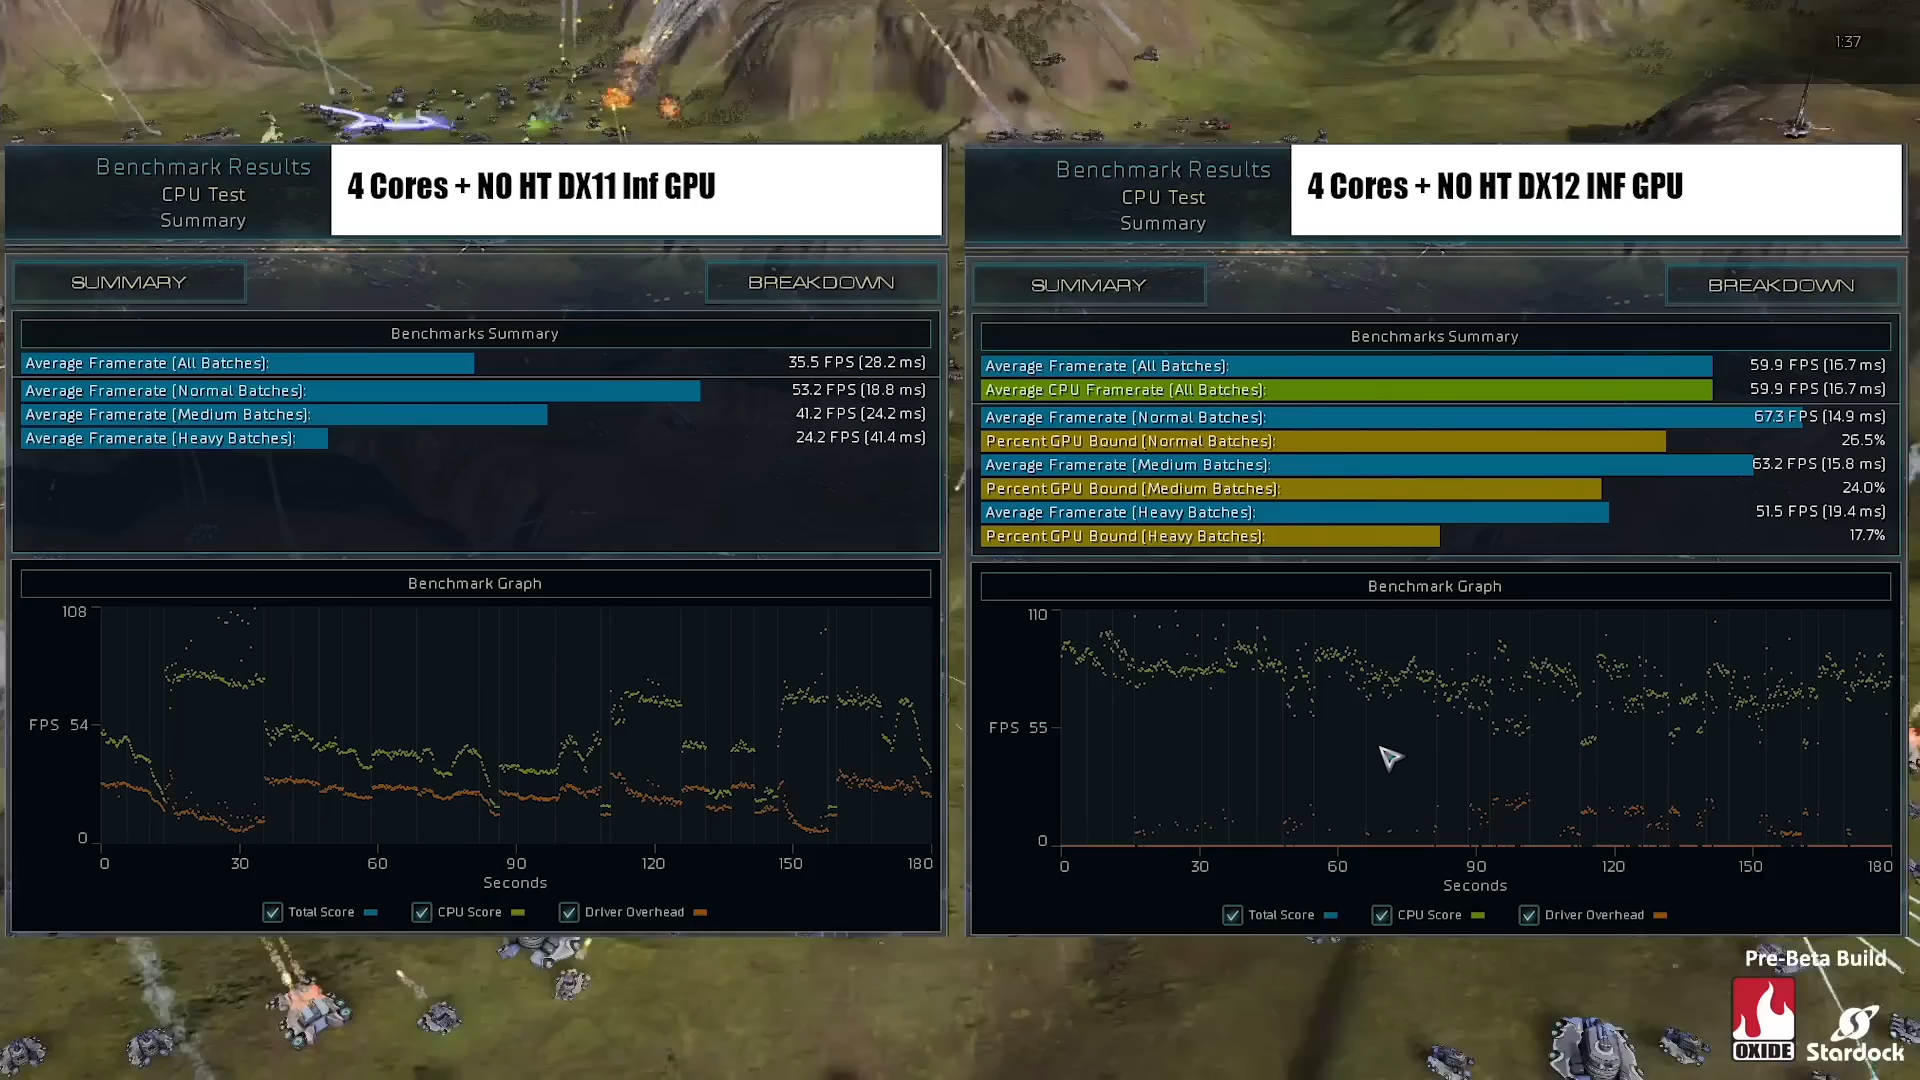 1:37
Benchmark Results
CPU Test
Summary
4 Cores + NO HT DX11 Inf GPU
SUMMARY
BREAKDOWN
Benchmarks Summary
Average Framerate (All Batches): 35.5 FPS (28.2 ms)
Average Framerate (Normal Batches): 53.2 FPS (18.8 ms)
Average Framerate (Medium Batches): 41.2 FPS (24.2 ms)
Average Framerate (Heavy Batches): 24.2 FPS (41.4 ms)
Benchmark Graph
108
FPS 54
0
0 30 60 90 120 150 180
Seconds
Total Score CPU Score Driver Overhead
Benchmark Results
CPU Test
Summary
4 Cores + NO HT DX12 INF GPU
SUMMARY
BREAKDOWN
Benchmarks Summary
Average Framerate (All Batches): 59.9 FPS (16.7 ms)
Average CPU Framerate (All Batches): 59.9 FPS (16.7 ms)
Average Framerate (Normal Batches): 67.3 FPS (14.9 ms)
Percent GPU Bound (Normal Batches): 26.5%
Average Framerate (Medium Batches): 63.2 FPS (15.8 ms)
Percent GPU Bound (Medium Batches): 24.0%
Average Framerate (Heavy Batches): 51.5 FPS (19.4 ms)
Percent GPU Bound (Heavy Batches): 17.7%
Benchmark Graph
110
FPS 55
0
0 30 60 90 120 150 180
Seconds
Total Score CPU Score Driver Overhead
Pre-Beta Build
OXIDE
Stardock